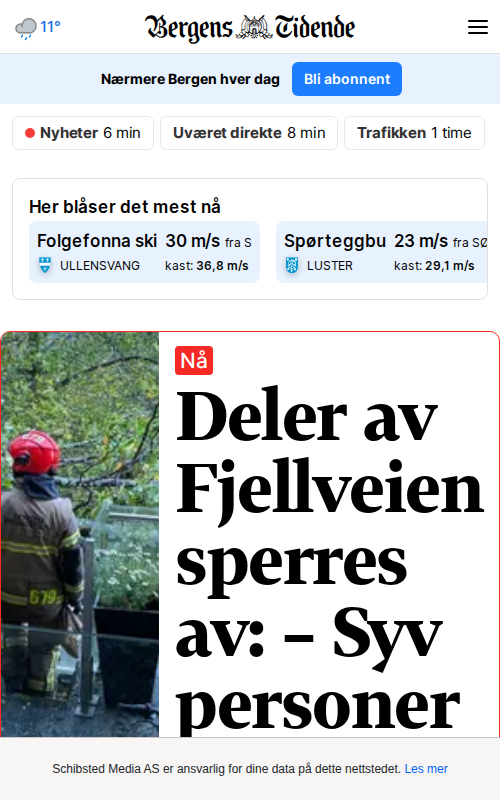 11°
Bergens Tidende
Nærmere Bergen hver dag
Bli abonnent
Nyheter 6 min
Uværet direkte 8 min
Trafikken 1 time
Her blåser det mest nå
Folgefonna ski 30 m/s fra S
ULLENSVANG kast: 36,8 m/s
Spørteggbu 23 m/s fra SØ
LUSTER kast: 29,1 m/s
Nå
Deler av
Fjellveien
sperres
av: – Syv
personer
679
Schibsted Media AS er ansvarlig for dine data på dette nettstedet. Les mer